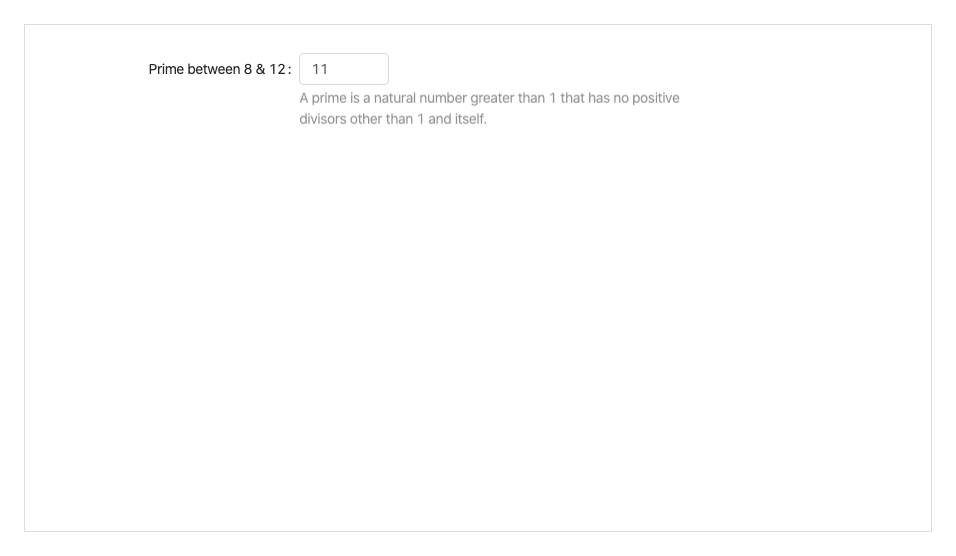 Prime between 8 & 12: 11
A prime is a natural number greater than 1 that has no positive
divisors other than 1 and itself.